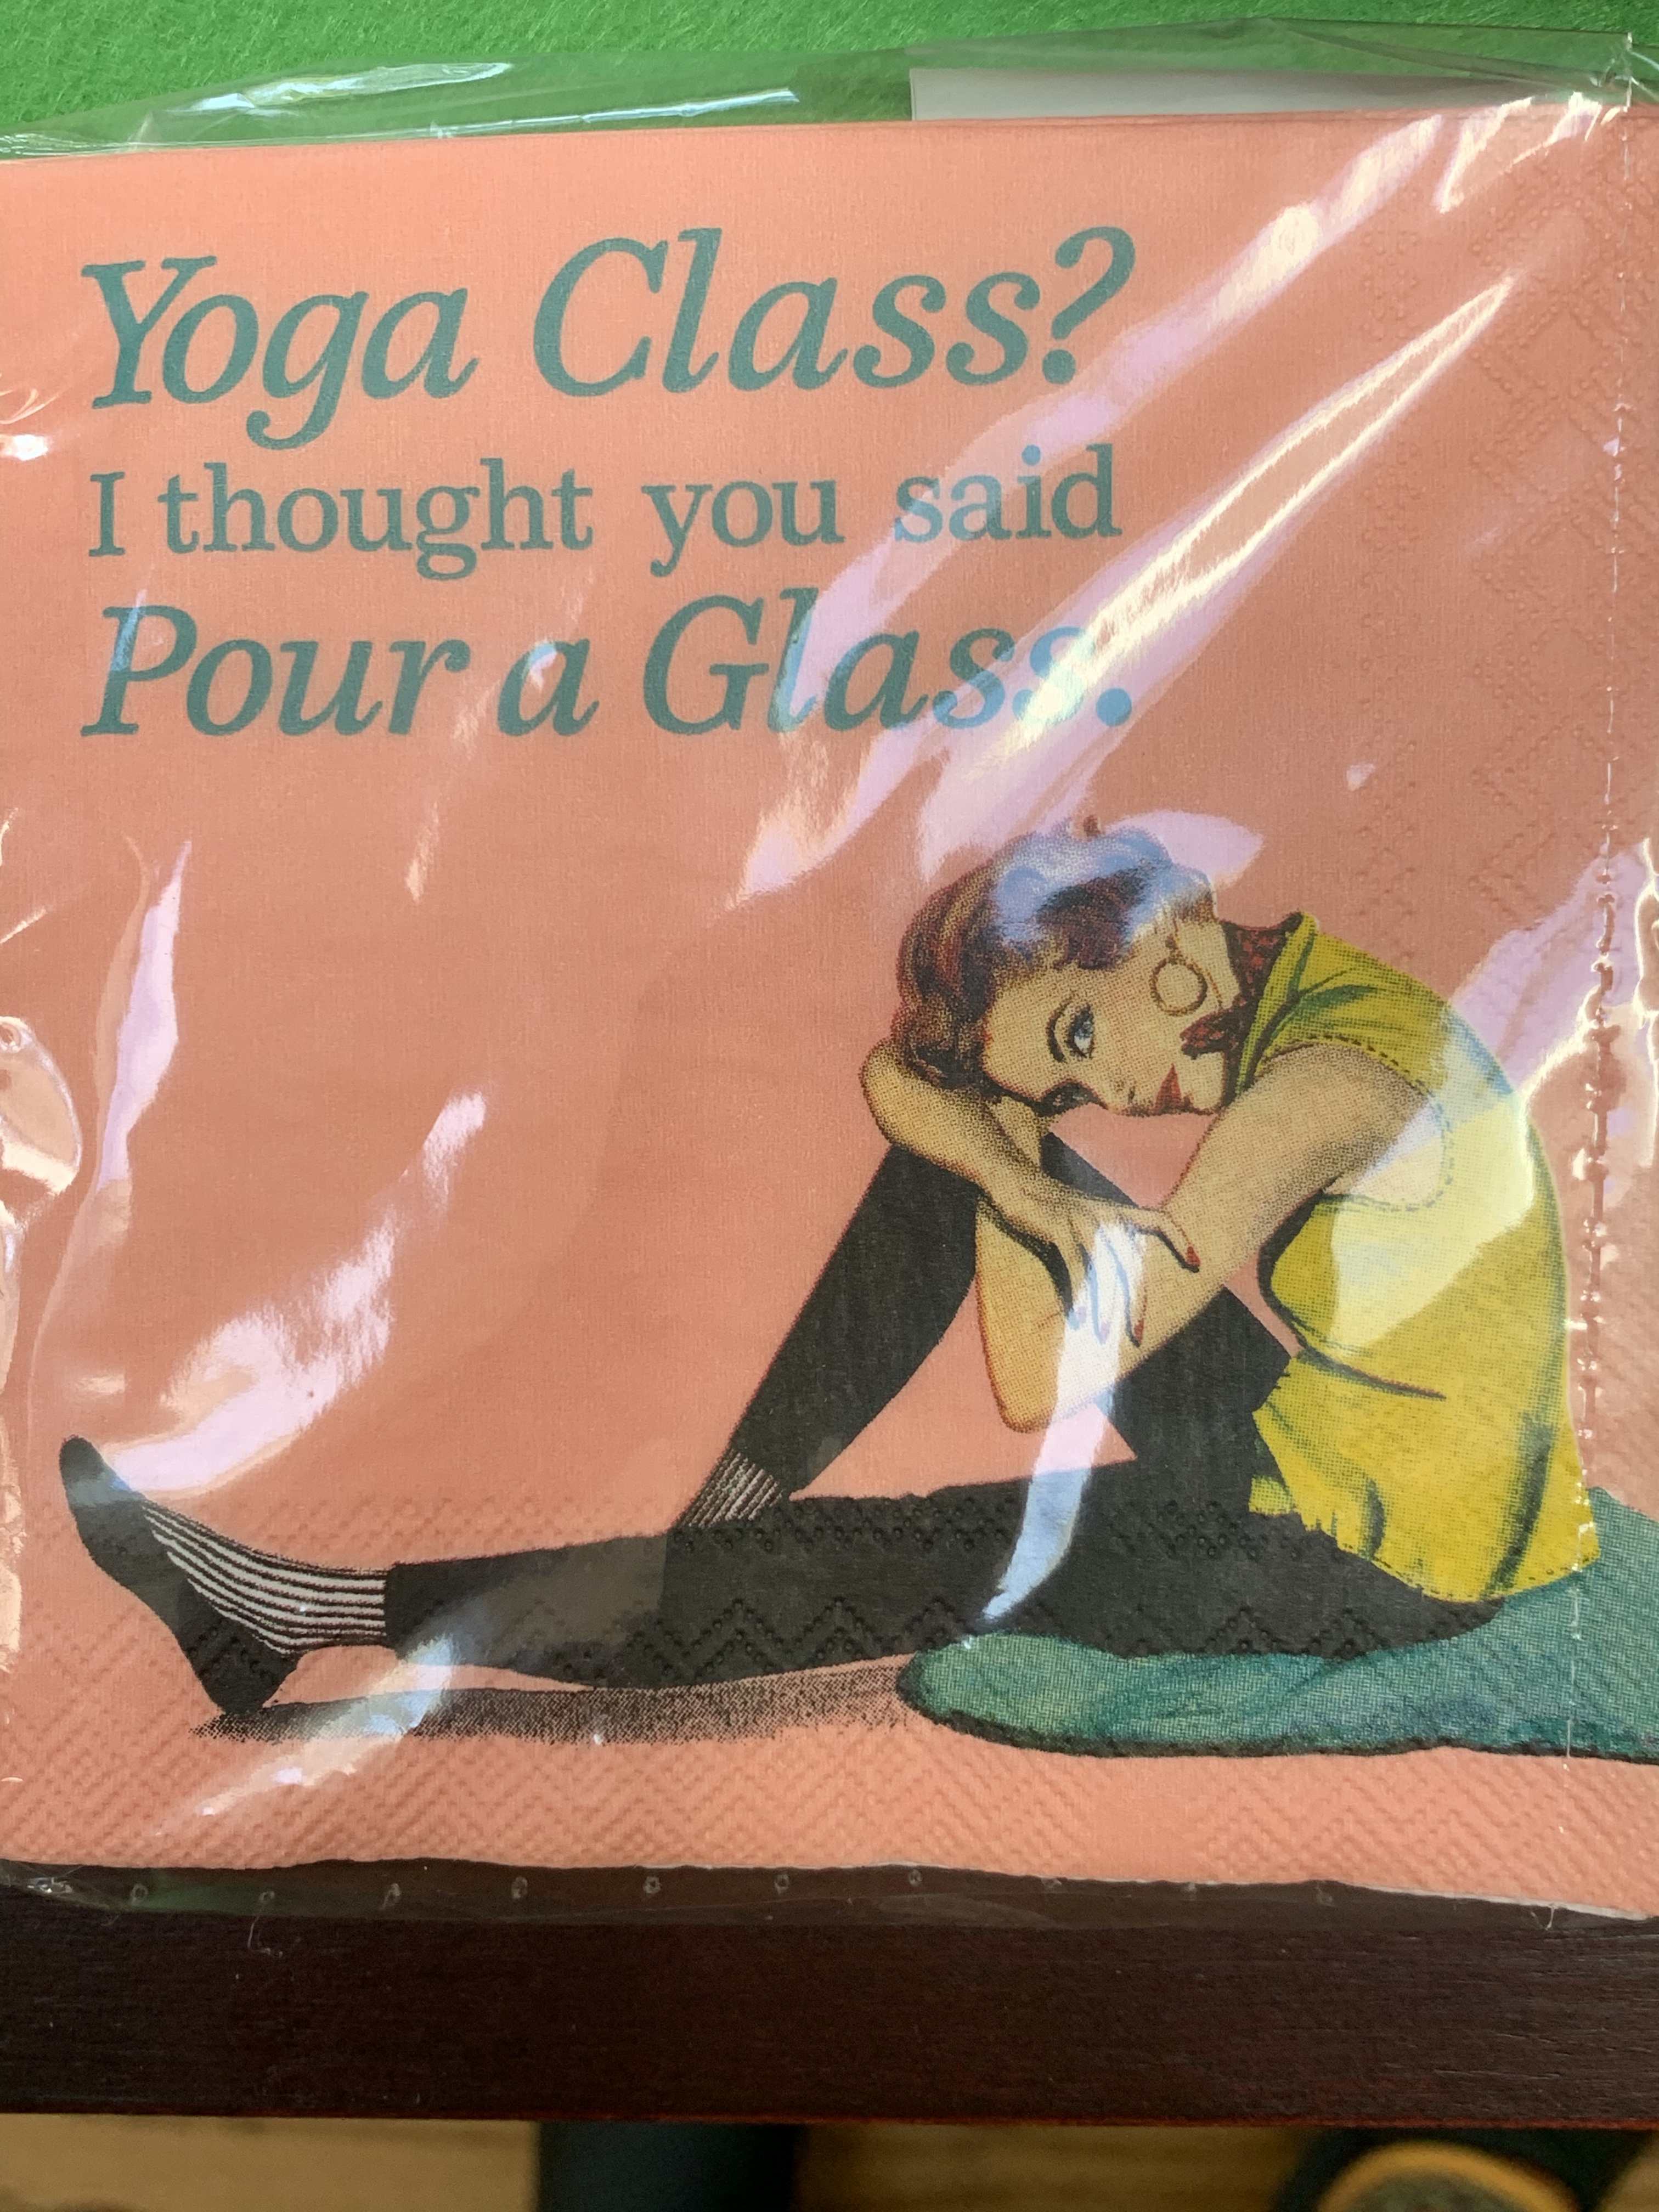 Yoga Class?
I thought you said
Pour a Glass.